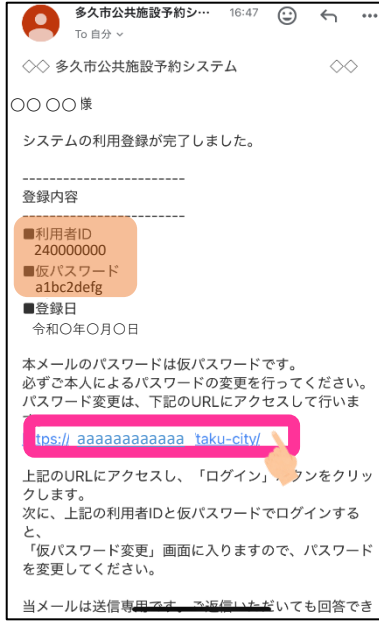 多久市公共施設予約シ… 16:47
To 自分
◇◇ 多久市公共施設予約システム ◇◇
〇〇 〇〇 様
システムの利用登録が完了しました。
-----------------------
登録内容
-----------------------
■利用者ID
240000000
■仮パスワード
a1bc2defg
■登録日
令和〇年〇月〇日
本メールのパスワードは仮パスワードです。
必ずご本人によるパスワードの変更を行ってください。
パスワード変更は、下記のURLにアクセスして行いま
tps:// aaaaaaaaaaaa taku-city/
上記のURLにアクセスし、「ログイン」 タンをクリッ
クします。
次に、上記の利用者IDと仮パスワードでログインする
と、
「仮パスワード変更」画面に入りますので、パスワード
を変更してください。
当メールは送信専用です。ご返信いただいても回答でき